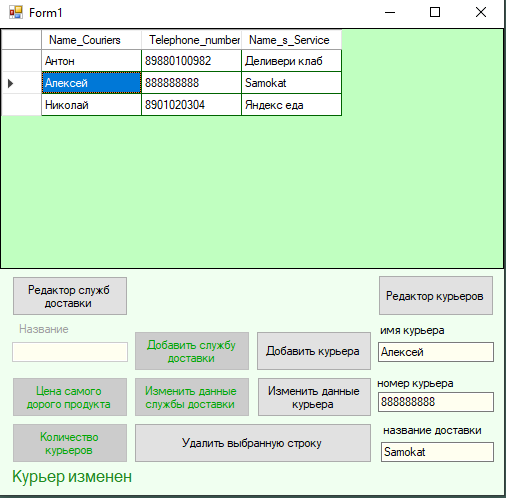 Form1
Name_Couriers Telephone_number Name_s_Service
Антон 89880100982 Деливери клаб
Алексей 888888888 Samokat
Николай 8901020304 Яндекс еда
Редактор служб
доставки
Редактор курьеров
Название
имя курьера
Добавить службу
доставки
Добавить курьера
Алексей
Цена самого
дорого продукта
Изменить данные
службы доставки
Изменить данные
курьера
номер курьера
888888888
Количество
курьеров
Удалить выбранную строку
название доставки
Samokat
Курьер изменен